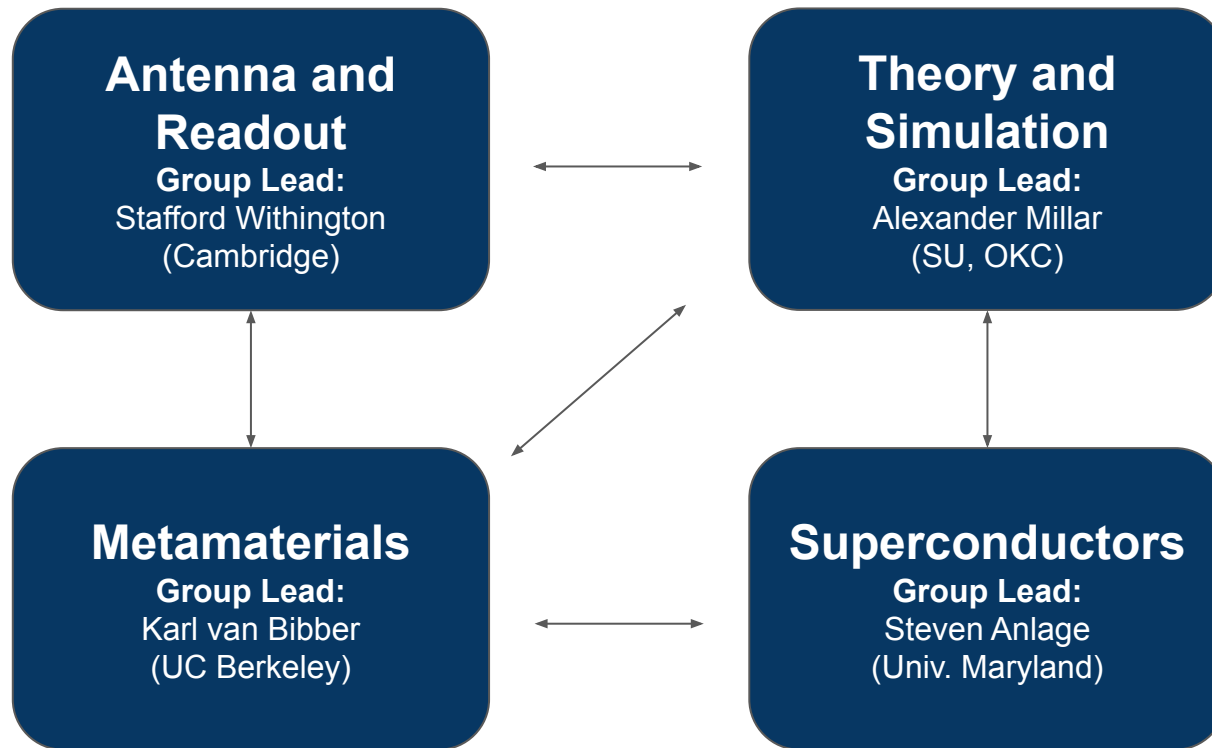 Antenna and
Readout
Group Lead:
Stafford Withington
(Cambridge)
Theory and
Simulation
Group Lead:
Alexander Millar
(SU, OKC)
Metamaterials
Group Lead:
Karl van Bibber
(UC Berkeley)
Superconductors
Group Lead:
Steven Anlage
(Univ. Maryland)